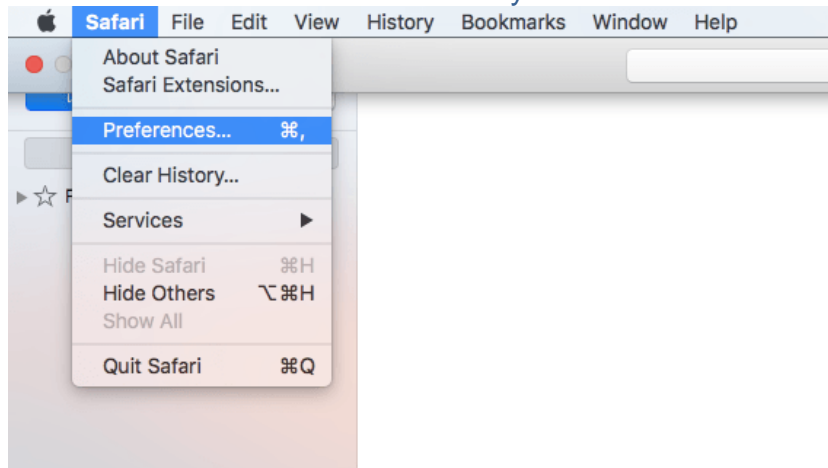 Safari File Edit View History Bookmarks Window Help
About Safari
Safari Extensions...
Preferences... ⌘,
Clear History...
Services ▶
Hide Safari ⌘H
Hide Others ⌥⌘H
Show All
Quit Safari ⌘Q